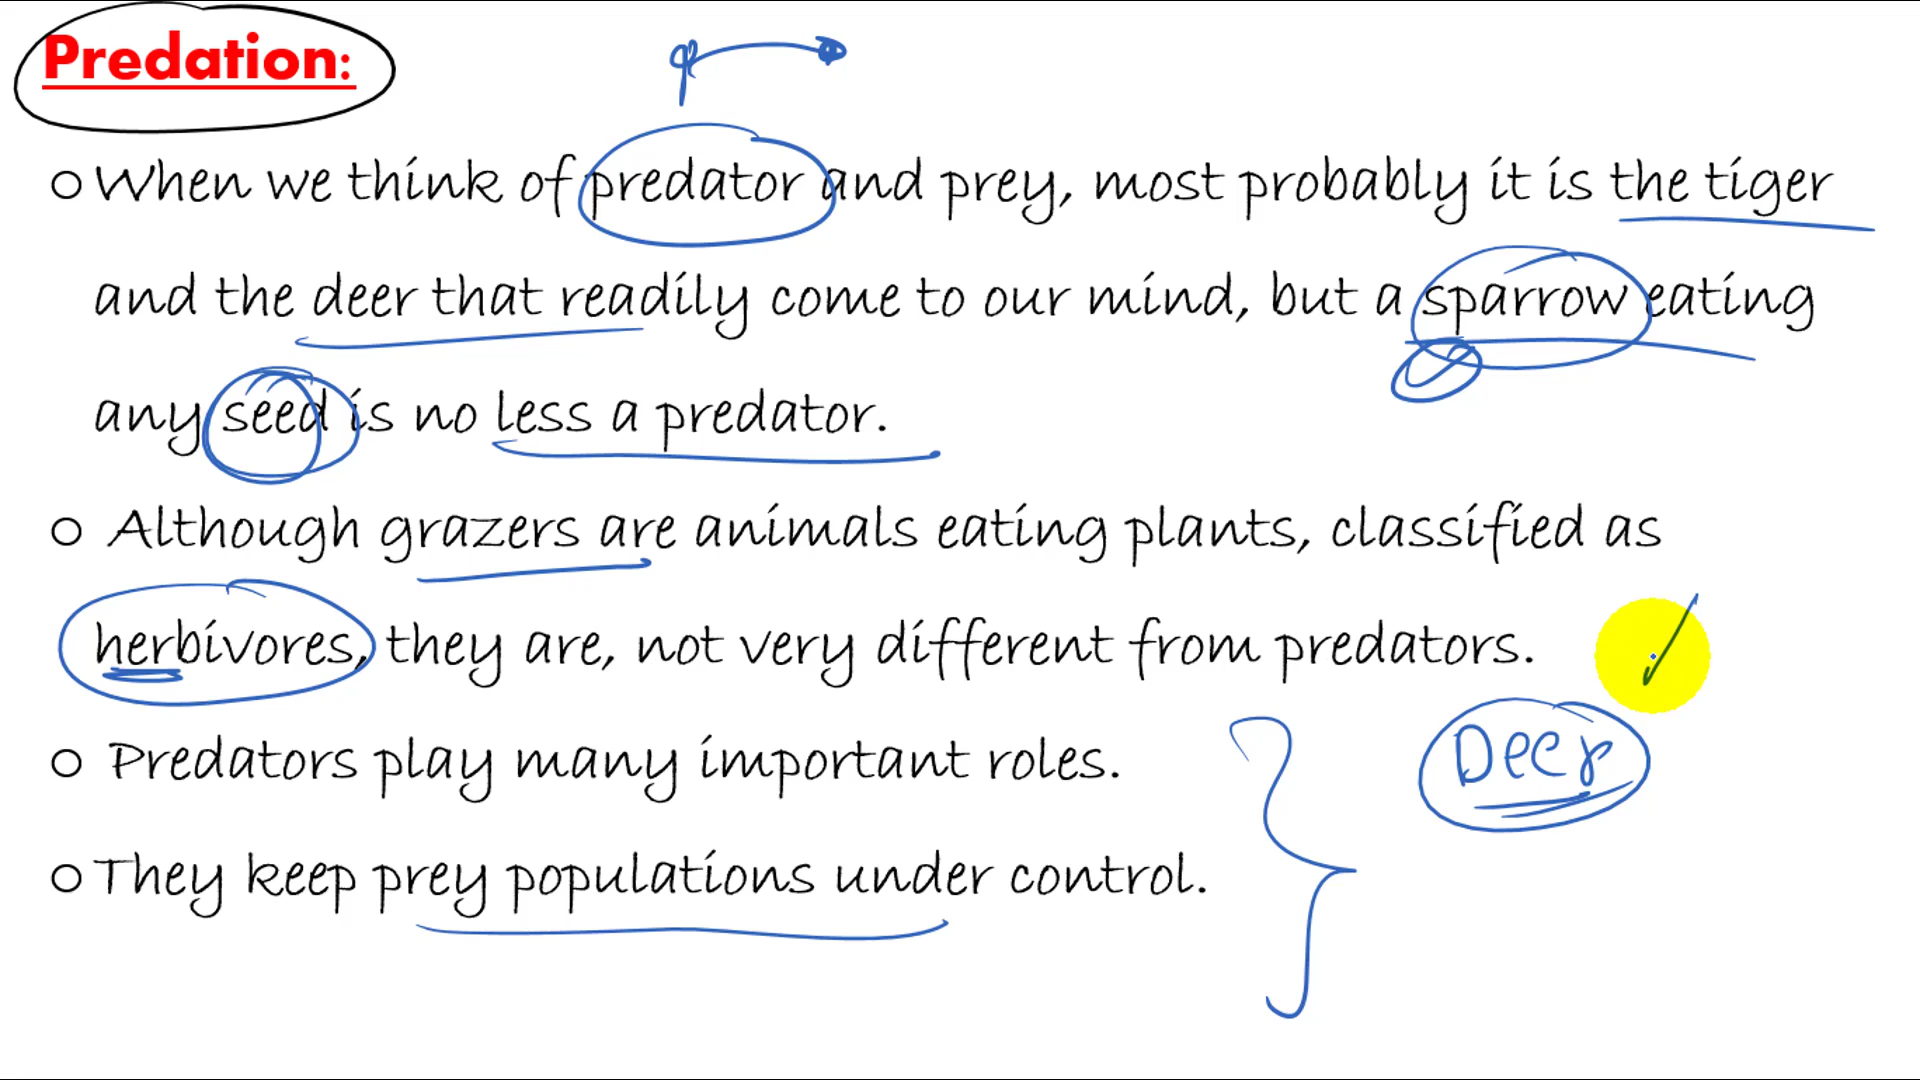 Predation:
○ When we think of predator and prey, most probably it is the tiger
and the deer that readily come to our mind, but a sparrow eating
any seed is no less a predator.
○ Although grazers are animals eating plants, classified as
herbivores, they are, not very different from predators.
○ Predators play many important roles.
Deer
○ They keep prey populations under control.